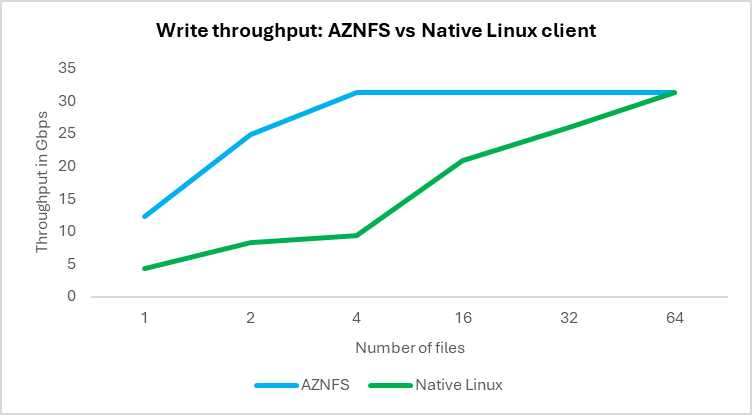 Write throughput: AZNFS vs Native Linux client
35
30
25
20
15
10
5
0
Throughput in Gbps
1 2 4 16 32 64
Number of files
AZNFS Native Linux